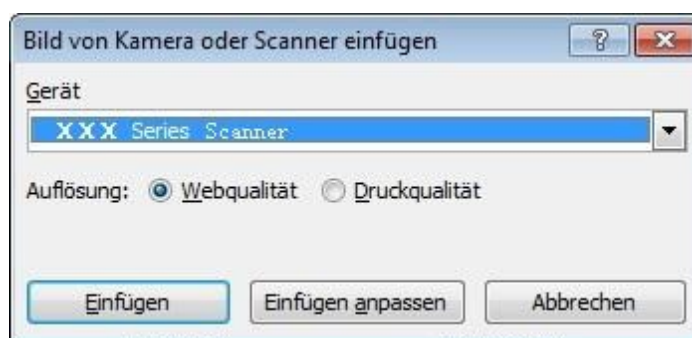 Bild von Kamera oder Scanner einfügen
Gerät
XXX Series Scanner
Auflösung: Webqualität Druckqualität
Einfügen Einfügen anpassen Abbrechen